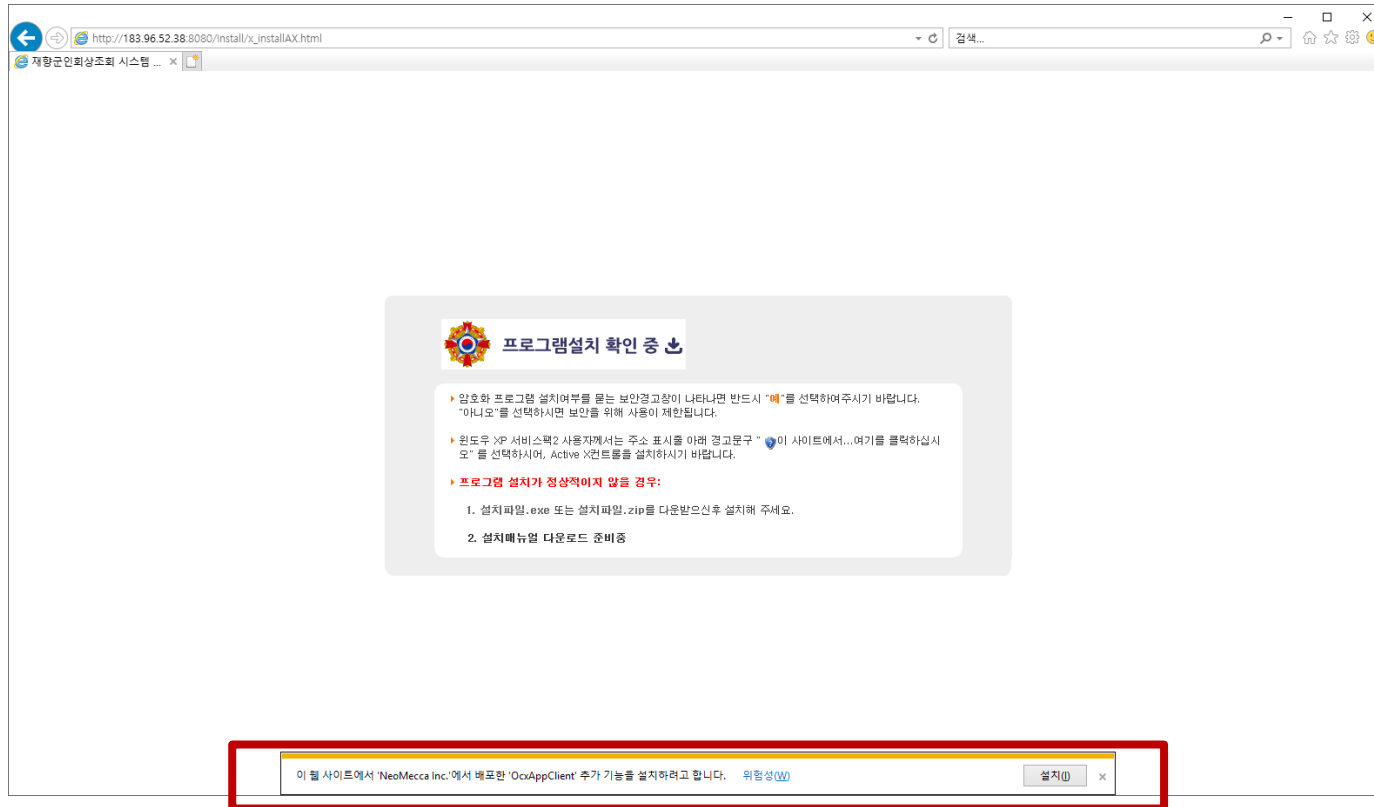 http://183.96.52.38:8080/Install/x_installAX.html
검색...
재향군인회상조회 시스템 ...
프로그램설치 확인 중
암호화 프로그램 설치여부를 묻는 보안경고창이 나타나면 반드시 "예"를 선택하여주시기 바랍니다.
"아니오"를 선택하시면 보안을 위해 사용이 제한됩니다.
윈도우 XP 서비스팩2 사용자께서는 주소 표시줄 아래 경고문구 " 이 사이트에서...여기를 클릭하십시
오" 를 선택하시어, Active X컨트롤을 설치하시기 바랍니다.
프로그램 설치가 정상적이지 않을 경우:
1. 설치파일.exe 또는 설치파일.zip를 다운받으신후 설치해 주세요.
2. 설치매뉴얼 다운로드 준비중
이 웹 사이트에서 'NeoMecca Inc.'에서 배포한 'OcxAppClient' 추가 기능을 설치하려고 합니다. 위험성(W) 설치(I)